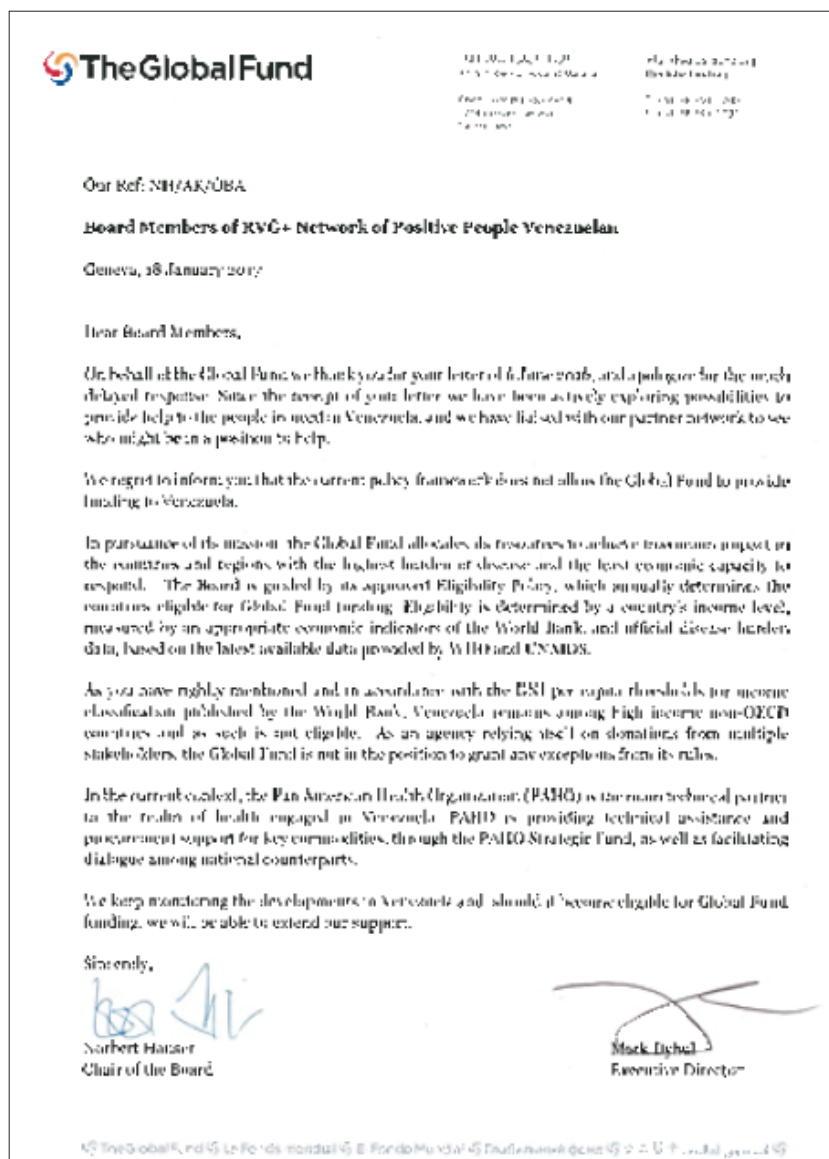 TheGlobalFund
Our Ref: NH/AK/OBA
Board Members of RVG+ Network of Positive People Venezuelan
Geneva, 18 January 2017
Dear Board Members,
On behalf of the Global Fund we thank you for your letter of 6 June 2016, and apologize for the much
delayed response. Since the receipt of your letter we have been actively exploring possibilities to
provide help to the people in need in Venezuela, and we have liaised with our partner network to see
who might be in a position to help.
We regret to inform you that the current policy framework does not allow the Global Fund to provide
funding to Venezuela.
In pursuance of its mission, the Global Fund allocates its resources to achieve maximum impact in
the countries and regions with the highest burden of disease and the least economic capacity to
respond. The Board is guided by its approved Eligibility Policy, which annually determines the
countries eligible for Global Fund funding. Eligibility is determined by a country's income level,
measured by an appropriate economic indicators of the World Bank, and official disease burden
data, based on the latest available data provided by WHO and UNAIDS.
As you have rightly mentioned and in accordance with the GNI per capita thresholds for income
classification published by the World Bank, Venezuela remains among high income non-OECD
countries and as such is not eligible. As an agency relying itself on donations from multiple
stakeholders, the Global Fund is not in the position to grant any exceptions from its rules.
In the current context, the Pan American Health Organization (PAHO) is the main technical partner
in the realm of health engaged in Venezuela. PAHO is providing technical assistance and
procurement support for key commodities, through the PAHO Strategic Fund, as well as facilitating
dialogue among national counterparts.
We keep monitoring the developments in Venezuela and should it become eligible for Global Fund
funding, we will be able to extend our support.
Sincerely,
Norbert Hauser
Chair of the Board
Mark Dybul
Executive Director
The Global Fund Le Fonds mondial El Fondo Mundial Глобальный фонд